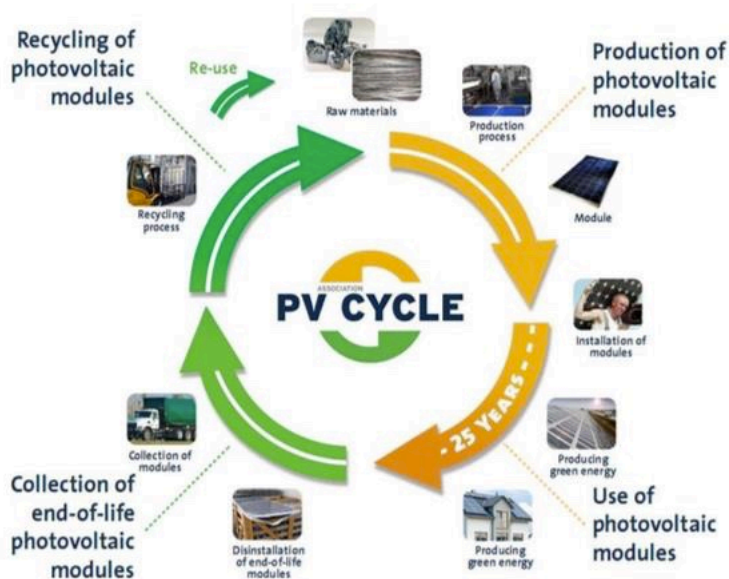 Recycling of
photovoltaic
modules
Re-use
Raw materials
Production
process
Production of
photovoltaic
modules
Recycling
process
Module
ASSOCIATION
PV CYCLE
Installation of
modules
25 YEARS
Collection of
modules
Producing
green energy
Collection of
end-of-life
photovoltaic
modules
Disinstallation
of end-of-life
modules
Producing
green energy
Use of
photovoltaic
modules